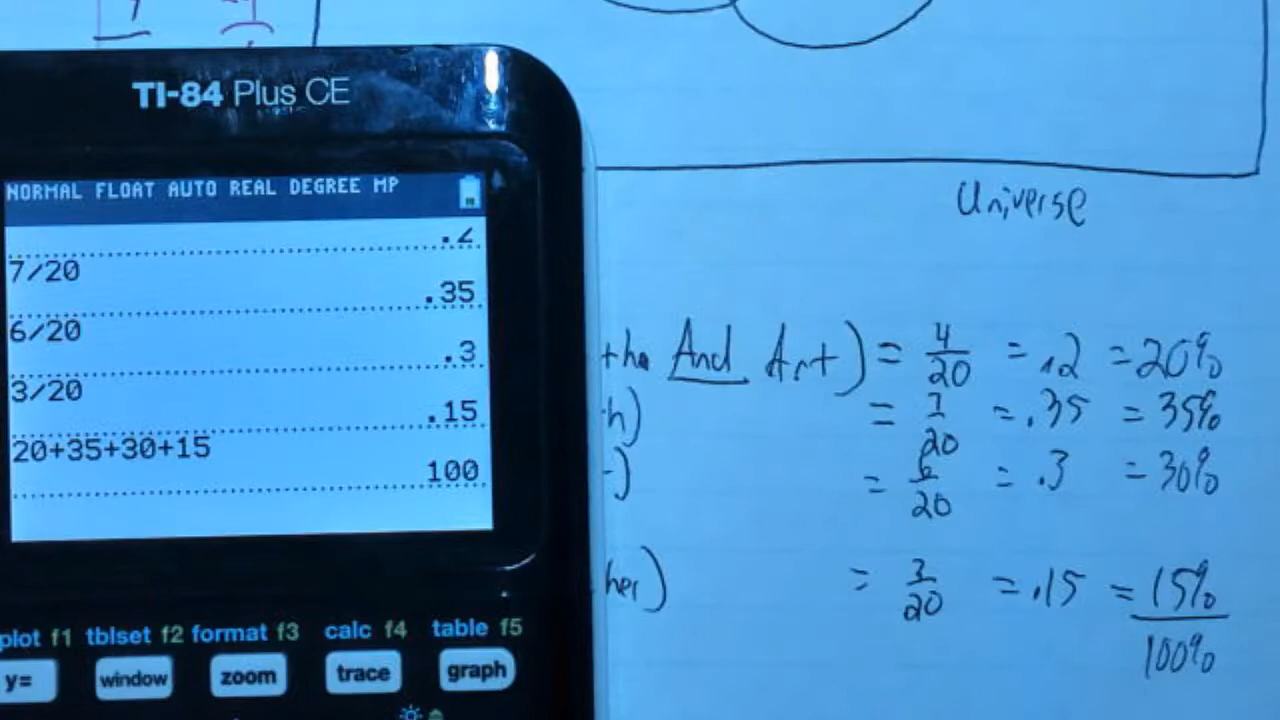 TI-84 Plus CE
NORMAL FLOAT AUTO REAL DEGREE MP
.2
7/20
.35
6/20
.3
3/20
.15
20+35+30+15
100
plot f1 tblset f2 format f3 calc f4 table f5
y= window zoom trace graph
Universe
And Art) = 4/20 = .2 = 20%
h) = 7/20 = .35 = 35%
) = 6/20 = .3 = 30%
her) = 3/20 = .15 = 15%
100%